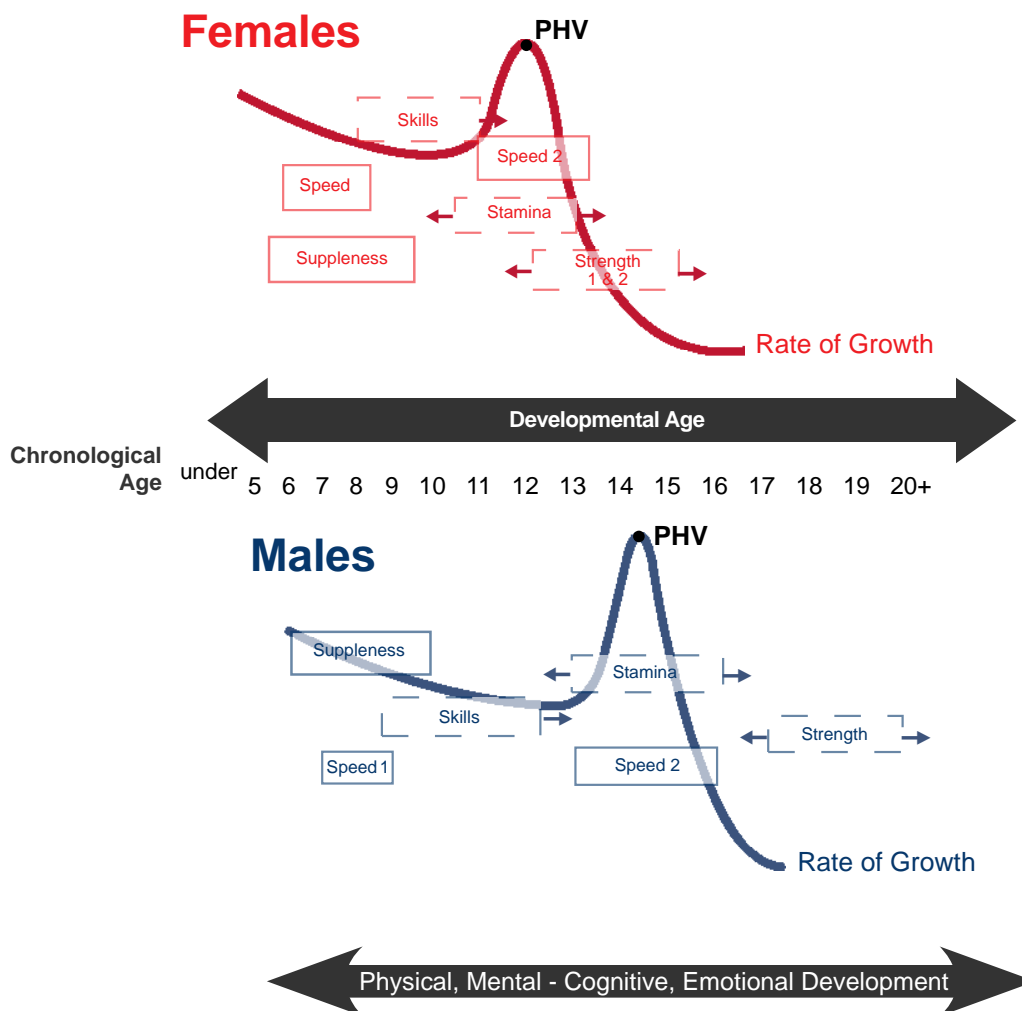 Females
PHV
Skills
Speed 2
Speed
Stamina
Suppleness
Strength
1 & 2
Rate of Growth
Developmental Age
Chronological
Age
under 5 6 7 8 9 10 11 12 13 14 15 16 17 18 19 20+
PHV
Males
Suppleness
Stamina
Skills
Strength
Speed 1
Speed 2
Rate of Growth
Physical, Mental - Cognitive, Emotional Development